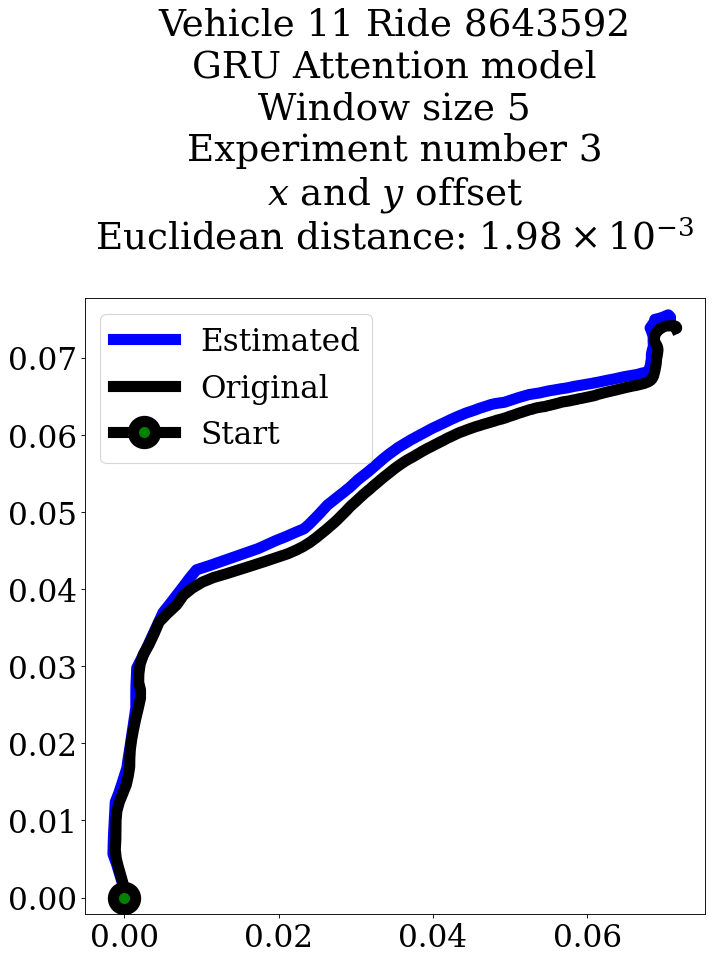 Vehicle 11 Ride 8643592
GRU Attention model
Window size 5
Experiment number 3
x and y offset
Euclidean distance: 1.98 × 10⁻³
Estimated
Original
Start
0.07
0.06
0.05
0.04
0.03
0.02
0.01
0.00
0.00 0.02 0.04 0.06